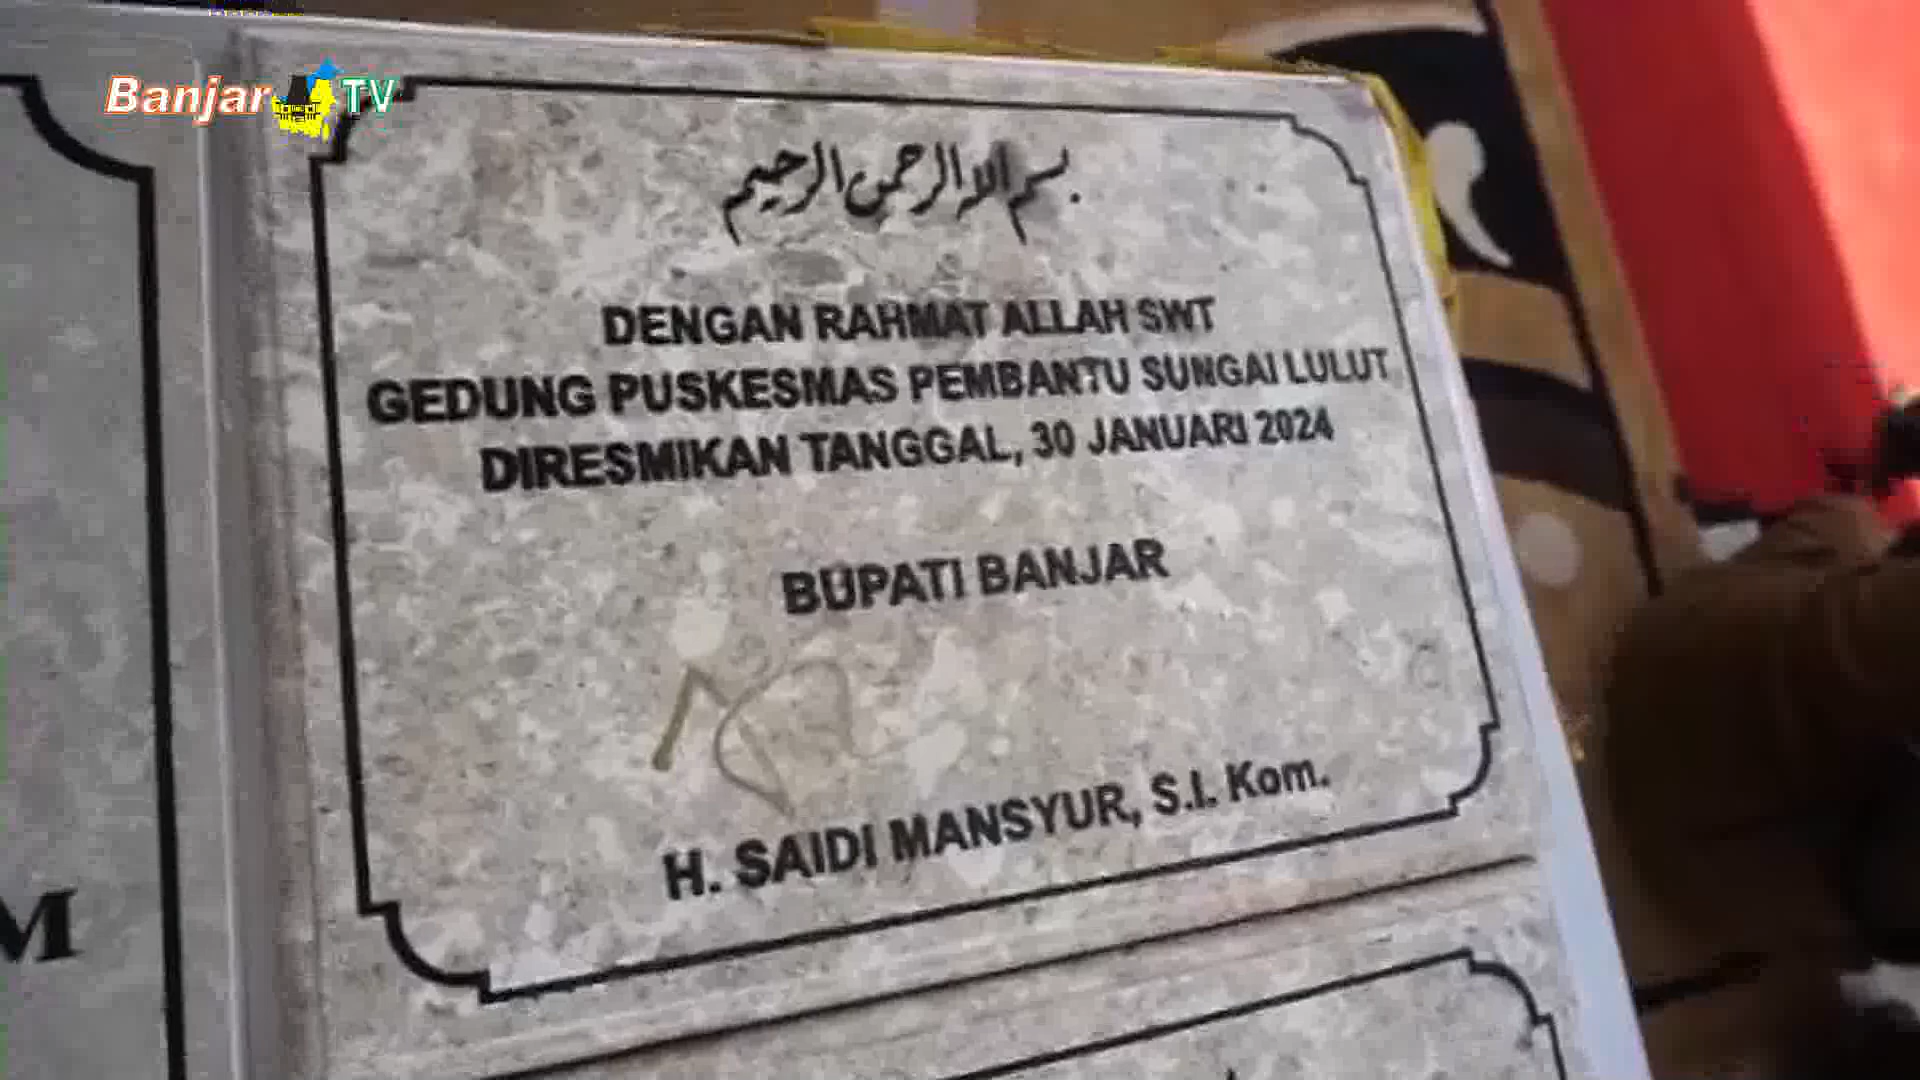 Banjar TV
بسم الله الرحمن الرحيم
DENGAN RAHMAT ALLAH SWT
GEDUNG PUSKESMAS PEMBANTU SUNGAI LULUT
DIRESMIKAN TANGGAL, 30 JANUARI 2024
BUPATI BANJAR
H. SAIDI MANSYUR, S.I. Kom.
M